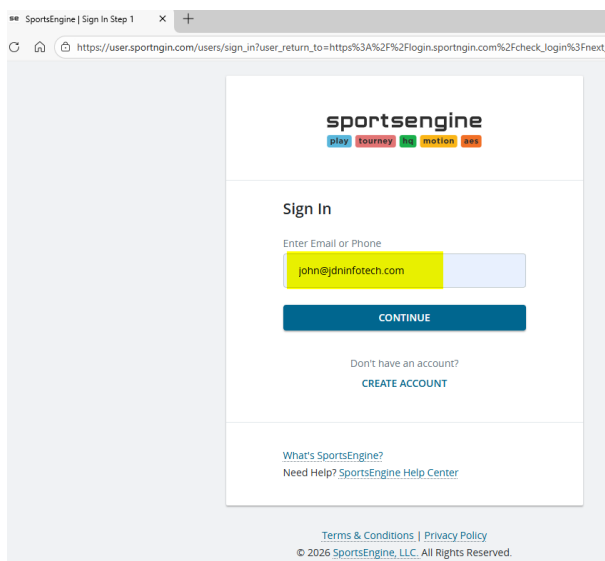 se SportsEngine | Sign In Step 1
https://user.sportngin.com/users/sign_in?user_return_to=https%3A%2F%2Flogin.sportngin.com%2Fcheck_login%3Fnext_
sportsengine
play tourney hq motion aes
Sign In
Enter Email or Phone
john@jdninfotech.com
CONTINUE
Don't have an account?
CREATE ACCOUNT
What's SportsEngine?
Need Help? SportsEngine Help Center
Terms & Conditions | Privacy Policy
© 2026 SportsEngine, LLC. All Rights Reserved.